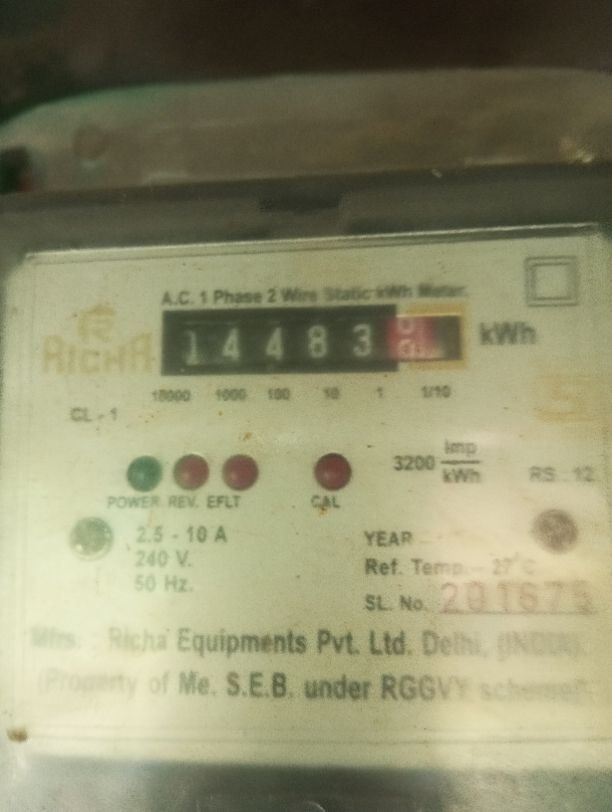 A.C. 1 Phase 2 Wire Static kWh Meter
RICHA
14483 kWh
10000 1000 100 10 1 1/10
CL - 1
3200 Imp/kWh
RS. 12
POWER REV. EFLT CAL
2.5 - 10 A
240 V.
50 Hz.
YEAR
Ref. Temp. - 27°C
SL. No. 201675
Mfrs. : Richa Equipments Pvt. Ltd. Delhi, (INDIA).
(Property of Me. S.E.B. under RGGVY scheme)